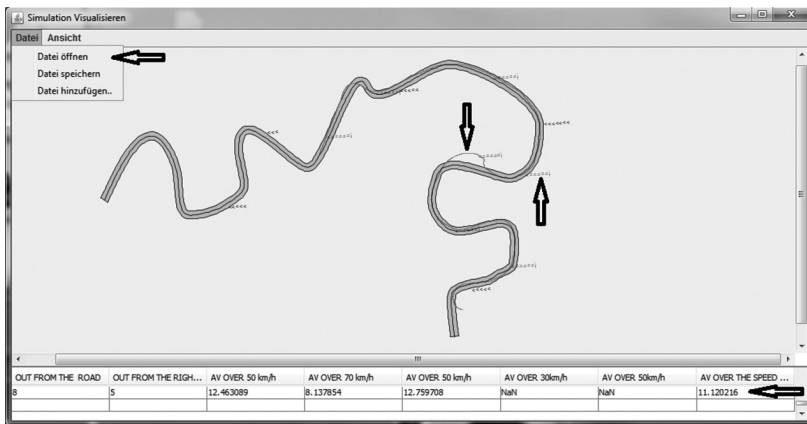 Simulation Visualisieren
Datei Ansicht
Datei öffnen
Datei speichern
Datei hinzufügen..
OUT FROM THE ROAD OUT FROM THE RIGH... AV OVER 50 km/h AV OVER 70 km/h AV OVER 50 km/h AV OVER 30km/h AV OVER 50km/h AV OVER THE SPEED ...
8 5 12.463089 8.137854 12.759708 NaN NaN 11.120216